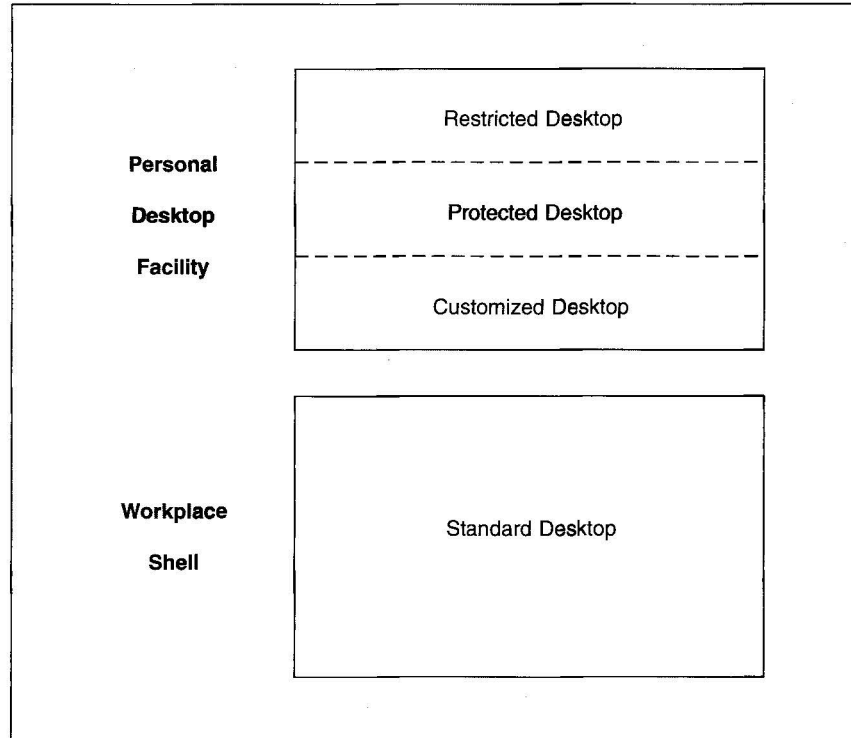 Restricted Desktop
Personal
Desktop
Protected Desktop
Facility
Customized Desktop
Workplace
Standard Desktop
Shell